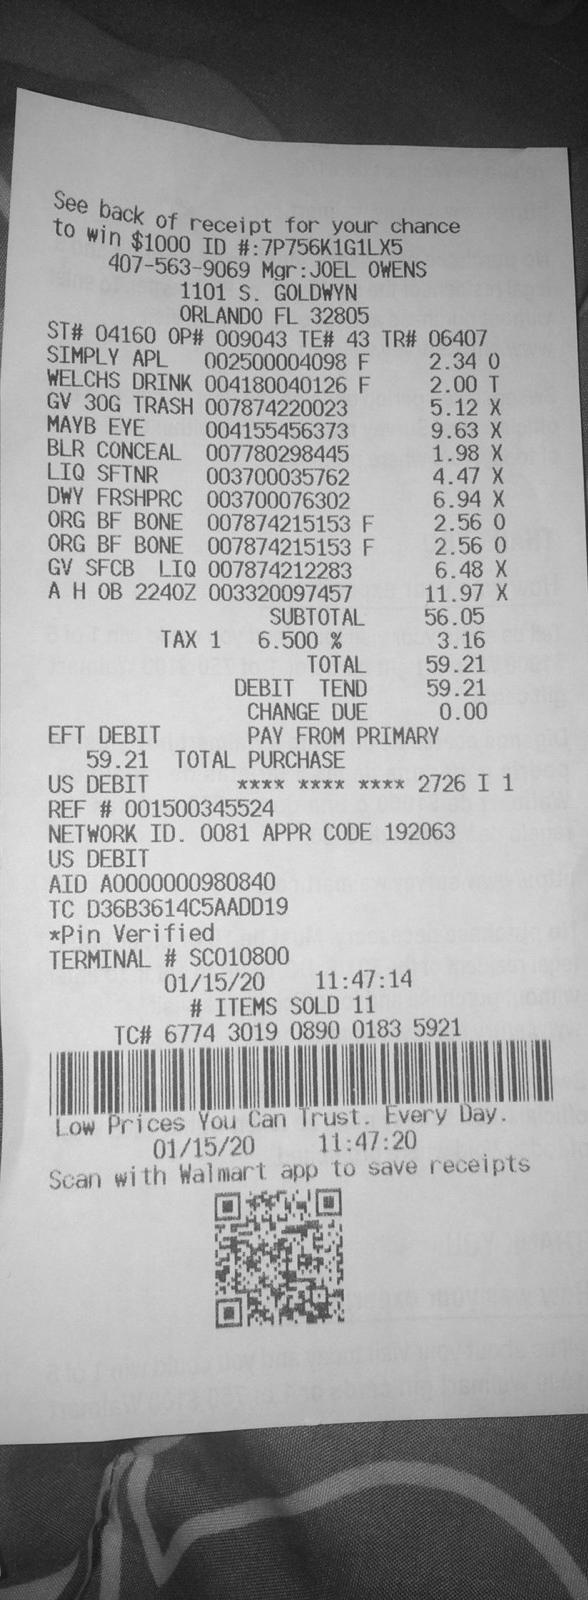 See back of receipt for your chance
to win $1000 ID #:7P756K1G1LX5
407-563-9069 Mgr:JOEL OWENS
1101 S. GOLDWYN
ORLANDO FL 32805
ST# 04160 OP# 009043 TE# 43 TR# 06407
SIMPLY APL 002500004098 F 2.34 O
WELCHS DRINK 004180040126 F 2.00 T
GV 30G TRASH 007874220023 5.12 X
MAYB EYE 004155456373 9.63 X
BLR CONCEAL 007780298445 1.98 X
LIQ SFTNR 003700035762 4.47 X
DWY FRSHPRC 003700076302 6.94 X
ORG BF BONE 007874215153 F 2.56 O
ORG BF BONE 007874215153 F 2.56 O
GV SFCB LIQ 007874212283 6.48 X
A H OB 224OZ 003320097457 11.97 X
SUBTOTAL 56.05
TAX 1 6.500 % 3.16
TOTAL 59.21
DEBIT TEND 59.21
CHANGE DUE 0.00
EFT DEBIT PAY FROM PRIMARY
59.21 TOTAL PURCHASE
US DEBIT **** **** **** 2726 I 1
REF # 001500345524
NETWORK ID. 0081 APPR CODE 192063
US DEBIT
AID A0000000980840
TC D36B3614C5AADD19
*Pin Verified
TERMINAL # SC010800
01/15/20 11:47:14
# ITEMS SOLD 11
TC# 6774 3019 0890 0183 5921
Low Prices You Can Trust. Every Day.
01/15/20 11:47:20
Scan with Walmart app to save receipts